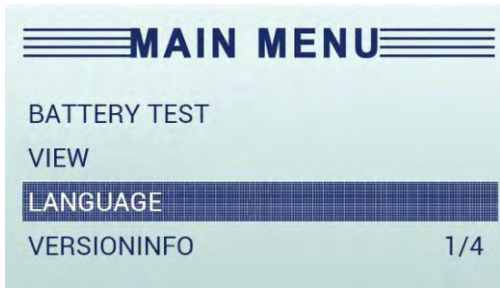 MAIN MENU
BATTERY TEST
VIEW
LANGUAGE
VERSIONINFO 1/4